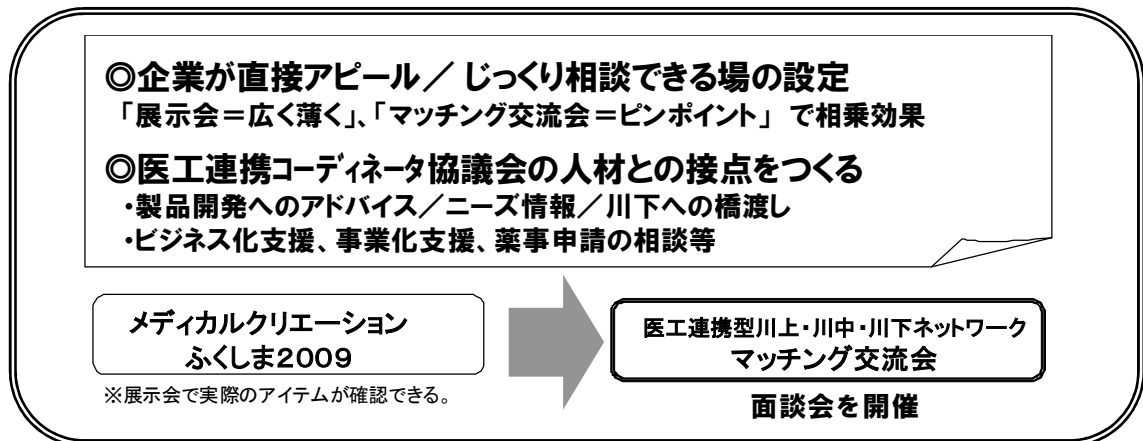 ◎企業が直接アピール／じっくり相談できる場の設定
「展示会＝広く薄く」、「マッチング交流会＝ピンポイント」で相乗効果
◎医工連携コーディネータ協議会の人材との接点をつくる
・製品開発へのアドバイス／ニーズ情報／川下への橋渡し
・ビジネス化支援、事業化支援、薬事申請の相談等
メディカルクリエーション
ふくしま２００９
※展示会で実際のアイテムが確認できる。
医工連携型川上・川中・川下ネットワーク
マッチング交流会
面談会を開催